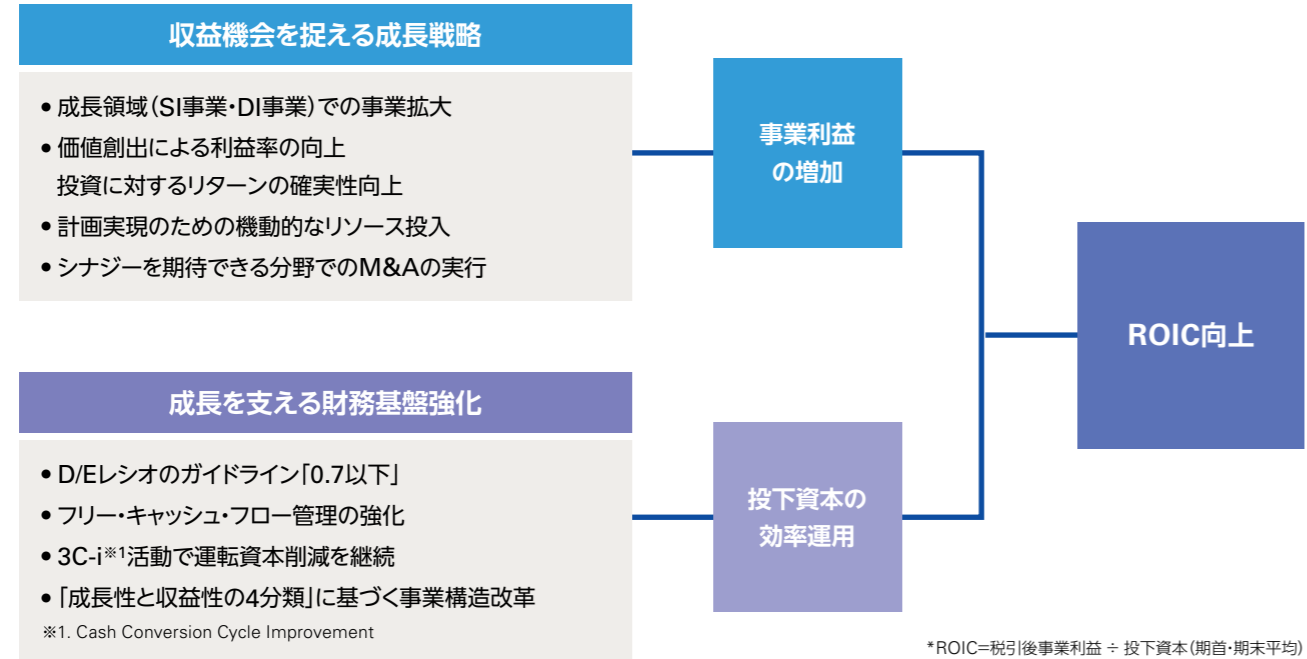 収益機会を捉える成長戦略
• 成長領域（SI事業・DI事業）での事業拡大
• 価値創出による利益率の向上
投資に対するリターンの確実性向上
• 計画実現のための機動的なリソース投入
• シナジーを期待できる分野でのM&Aの実行
事業利益
の増加
成長を支える財務基盤強化
• D/Eレシオのガイドライン「0.7以下」
• フリー・キャッシュ・フロー管理の強化
• 3C-i※1活動で運転資本削減を継続
• 「成長性と収益性の4分類」に基づく事業構造改革
※1. Cash Conversion Cycle Improvement
投下資本の
効率運用
ROIC向上
*ROIC=税引後事業利益 ÷ 投下資本（期首・期末平均）